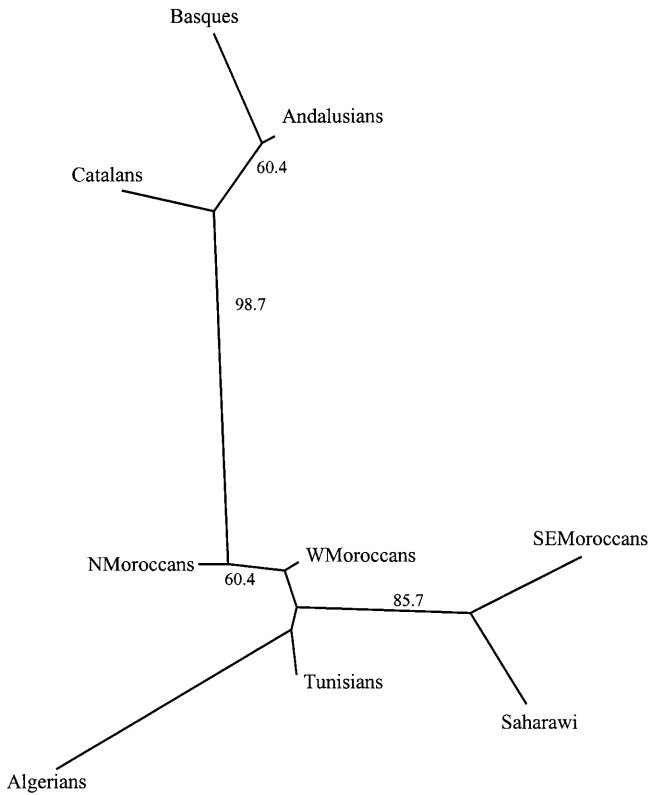 Basques
Andalusians
60.4
Catalans
98.7
SEMoroccans
WMoroccans
NMoroccans
60.4
85.7
Tunisians
Saharawi
Algerians